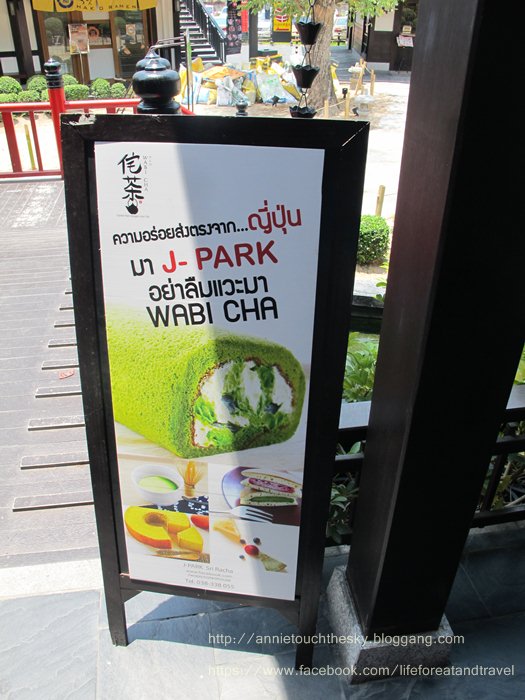 侘茶
WABI CHA
ความอร่อยส่งตรงจาก...ญี่ปุ่น
มา J- PARK
อย่าลืมแวะมา
WABI CHA
J-PARK Sri Racha
Tel. 038-338 055
http://annietouchthesky.bloggang.com
https://www.facebook.com/lifeforeatandtravel